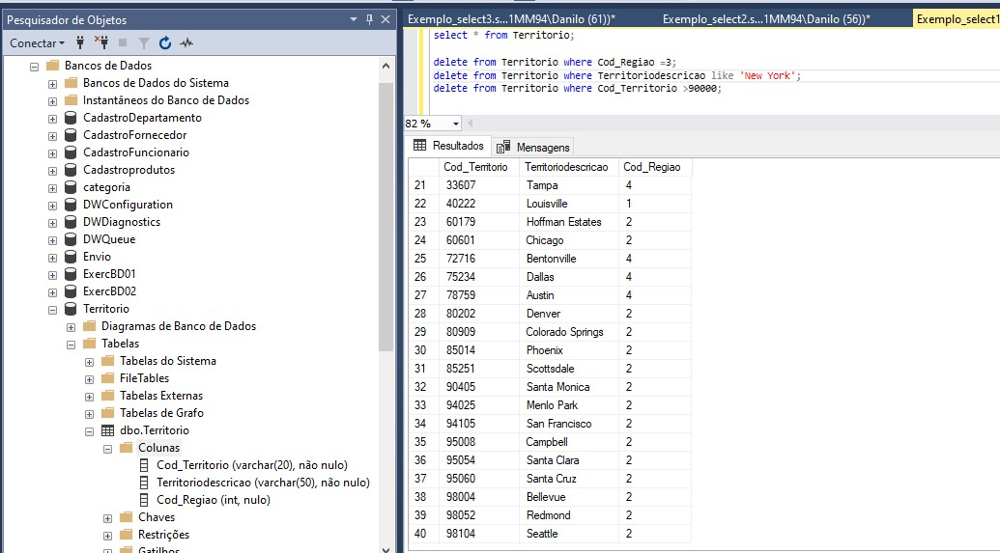 Pesquisador de Objetos
Conectar
Bancos de Dados
Bancos de Dados do Sistema
Instantâneos do Banco de Dados
CadastroDepartamento
CadastroFornecedor
CadastroFuncionario
Cadastroprodutos
categoria
DWConfiguration
DWDiagnostics
DWQueue
Envio
ExercBD01
ExercBD02
Territorio
Diagramas de Banco de Dados
Tabelas
Tabelas do Sistema
FileTables
Tabelas Externas
Tabelas de Grafo
dbo.Territorio
Colunas
Cod_Territorio (varchar(20), não nulo)
Territoriodescricao (varchar(50), não nulo)
Cod_Regiao (int, nulo)
Chaves
Restrições
Gatilhos
Exemplo_select3.s...1MM94\Danilo (61))* Exemplo_select2.s...1MM94\Danilo (56))* Exemplo_select1
select * from Territorio;
delete from Territorio where Cod_Regiao =3;
delete from Territorio where Territoriodescricao like 'New York';
delete from Territorio where Cod_Territorio >90000;
82 %
Resultados Mensagens
Cod_Territorio Territoriodescricao Cod_Regiao
21 33607 Tampa 4
22 40222 Louisville 1
23 60179 Hoffman Estates 2
24 60601 Chicago 2
25 72716 Bentonville 4
26 75234 Dallas 4
27 78759 Austin 4
28 80202 Denver 2
29 80909 Colorado Springs 2
30 85014 Phoenix 2
31 85251 Scottsdale 2
32 90405 Santa Monica 2
33 94025 Menlo Park 2
34 94105 San Francisco 2
35 95008 Campbell 2
36 95054 Santa Clara 2
37 95060 Santa Cruz 2
38 98004 Bellevue 2
39 98052 Redmond 2
40 98104 Seattle 2